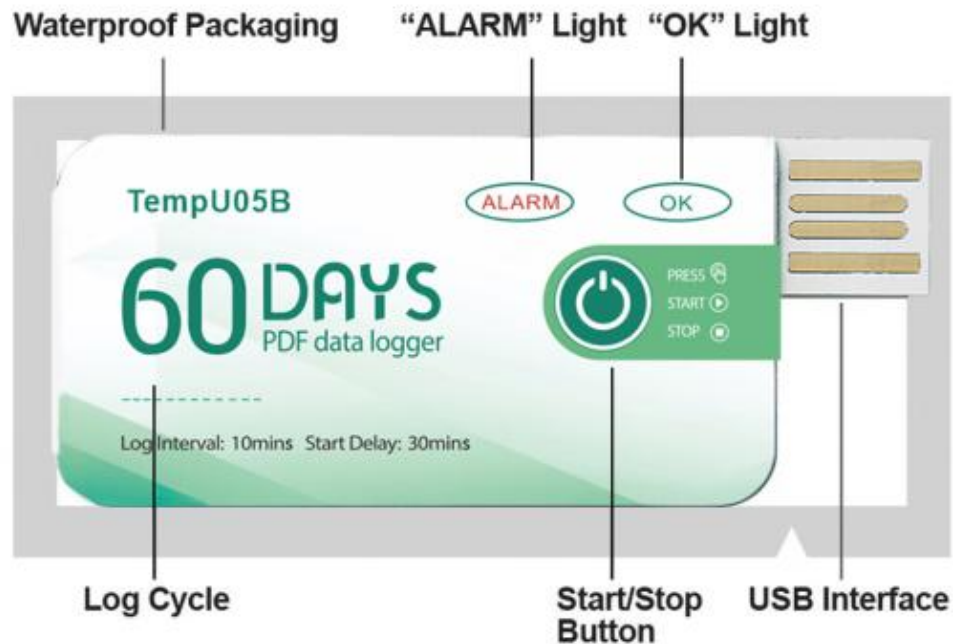 Waterproof Packaging
“ALARM” Light
“OK” Light
TempU05B
ALARM
OK
60 DAYS
PDF data logger
PRESS
START
STOP
Log Interval: 10mins Start Delay: 30mins
Log Cycle
Start/Stop
Button
USB Interface